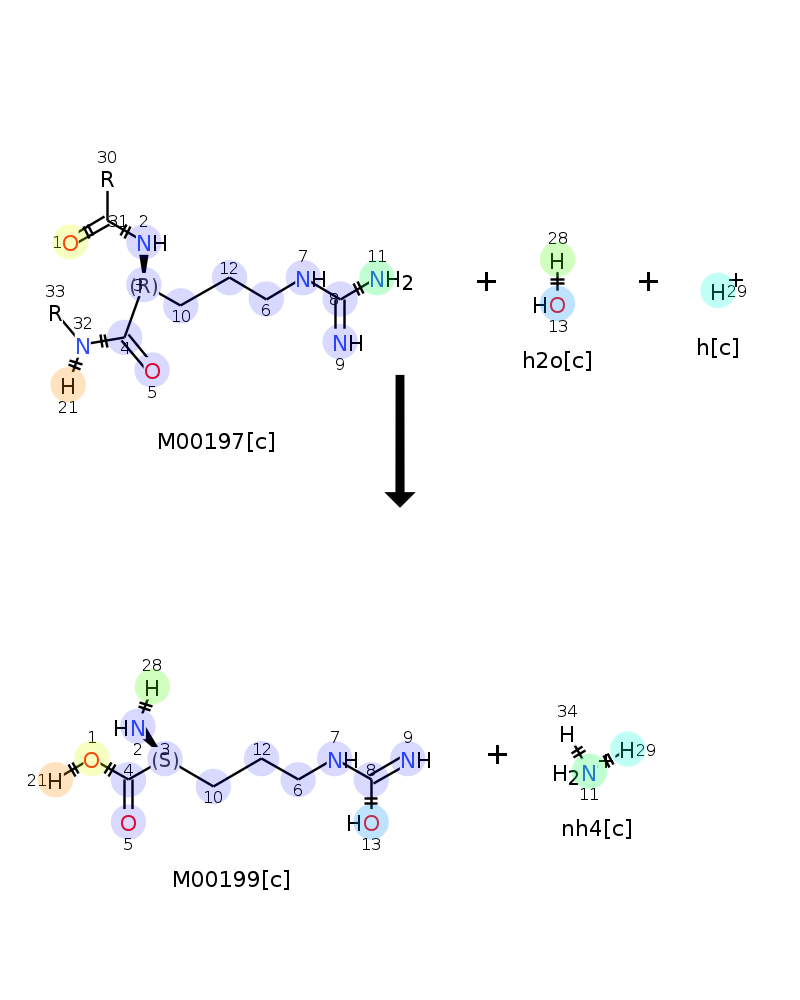 30
R
31 2
1 O NH
7 11
12 28
33 (R) 3 NH NH2 + H + H+ 29
R 32 10 6 8 HO
N 4 NH 13
O 9 h2o[c] h[c]
H 5
21
M00197[c]
28
H
34
1 HN 3 7 9 H
O 2 (S) 12 NH NH + H 29
21 H 4 8 H2N
10 6 11
O HO
5 13 nh4[c]
M00199[c]